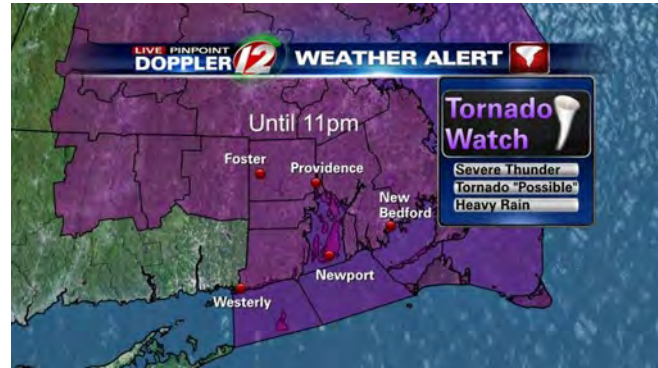 LIVE PINPOINT
DOPPLER 12
WEATHER ALERT
Tornado
Watch
Severe Thunder
Tornado "Possible"
Heavy Rain
Until 11pm
Foster
Providence
New
Bedford
Newport
Westerly